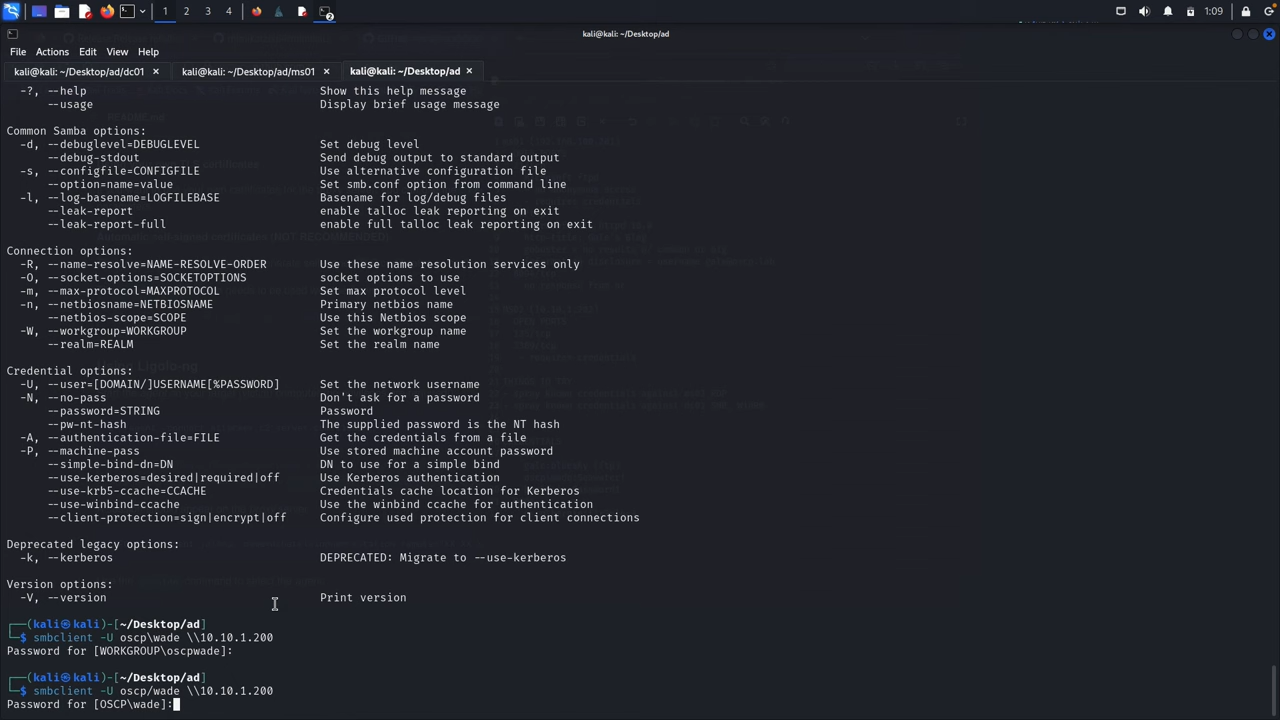 1 2 3 4 2 1:09
kali@kali: ~/Desktop/ad
File Actions Edit View Help
kali@kali: ~/Desktop/ad/dc01 × kali@kali: ~/Desktop/ad/ms01 × kali@kali: ~/Desktop/ad ×
-?, --help Show this help message
--usage Display brief usage message
Common Samba options:
-d, --debuglevel=DEBUGLEVEL Set debug level
--debug-stdout Send debug output to standard output
-s, --configfile=CONFIGFILE Use alternative configuration file
--option=name=value Set smb.conf option from command line
-l, --log-basename=LOGFILEBASE Basename for log/debug files
--leak-report enable talloc leak reporting on exit
--leak-report-full enable full talloc leak reporting on exit
Connection options:
-R, --name-resolve=NAME-RESOLVE-ORDER Use these name resolution services only
-O, --socket-options=SOCKETOPTIONS socket options to use
-m, --max-protocol=MAXPROTOCOL Set max protocol level
-n, --netbiosname=NETBIOSNAME Primary netbios name
--netbios-scope=SCOPE Use this Netbios scope
-W, --workgroup=WORKGROUP Set the workgroup name
--realm=REALM Set the realm name
Credential options:
-U, --user=[DOMAIN/]USERNAME[%PASSWORD] Set the network username
-N, --no-pass Don't ask for a password
--password=STRING Password
--pw-nt-hash The supplied password is the NT hash
-A, --authentication-file=FILE Get the credentials from a file
-P, --machine-pass Use stored machine account password
--simple-bind-dn=DN DN to use for a simple bind
--use-kerberos=desired|required|off Use Kerberos authentication
--use-krb5-ccache=CCACHE Credentials cache location for Kerberos
--use-winbind-ccache Use the winbind ccache for authentication
--client-protection=sign|encrypt|off Configure used protection for client connections
Deprecated legacy options:
-k, --kerberos DEPRECATED: Migrate to --use-kerberos
Version options:
-V, --version Print version
┌──(kali㉿kali)-[~/Desktop/ad]
└─$ smbclient -U oscp\wade \\10.10.1.200
Password for [WORKGROUP\oscpwade]:
┌──(kali㉿kali)-[~/Desktop/ad]
└─$ smbclient -U oscp/wade \\10.10.1.200
Password for [OSCP\wade]: